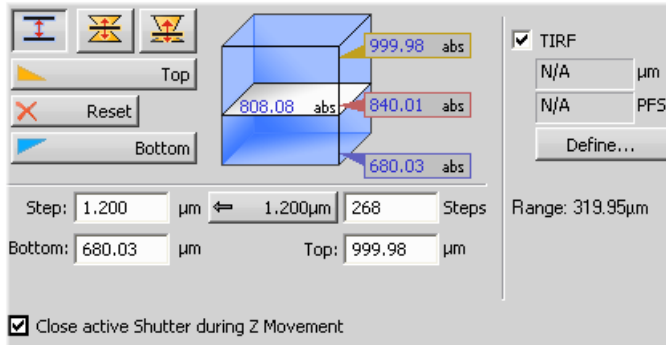 999.98 abs
TIRF
Top
N/A μm
808.08 abs
840.01 abs
N/A PFS
Reset
Define...
Bottom
680.03 abs
Step: 1.200 μm 1.200μm 268 Steps
Range: 319.95μm
Bottom: 680.03 μm Top: 999.98 μm
Close active Shutter during Z Movement